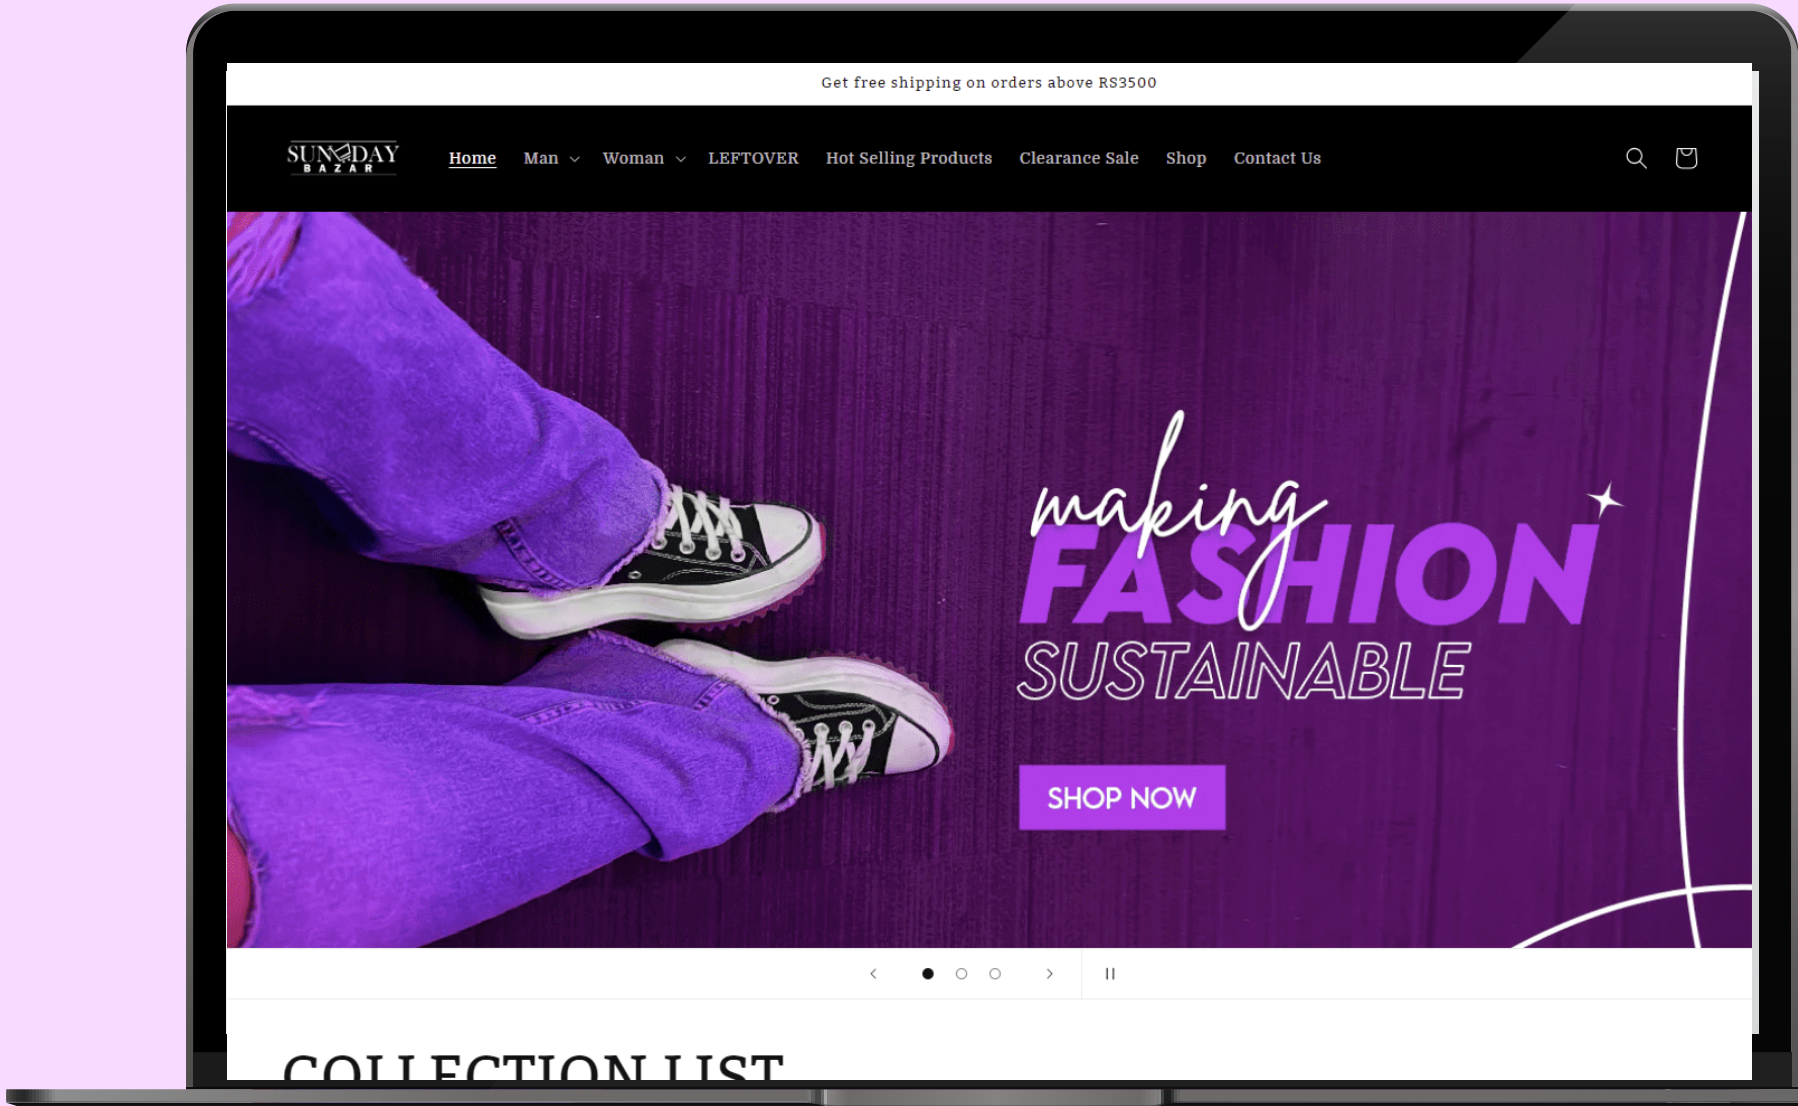 Get free shipping on orders above RS3500
SUNDAY
BAZAR
Home Man Woman LEFTOVER Hot Selling Products Clearance Sale Shop Contact Us
making
FASHION
SUSTAINABLE
SHOP NOW
COLLECTION LIST